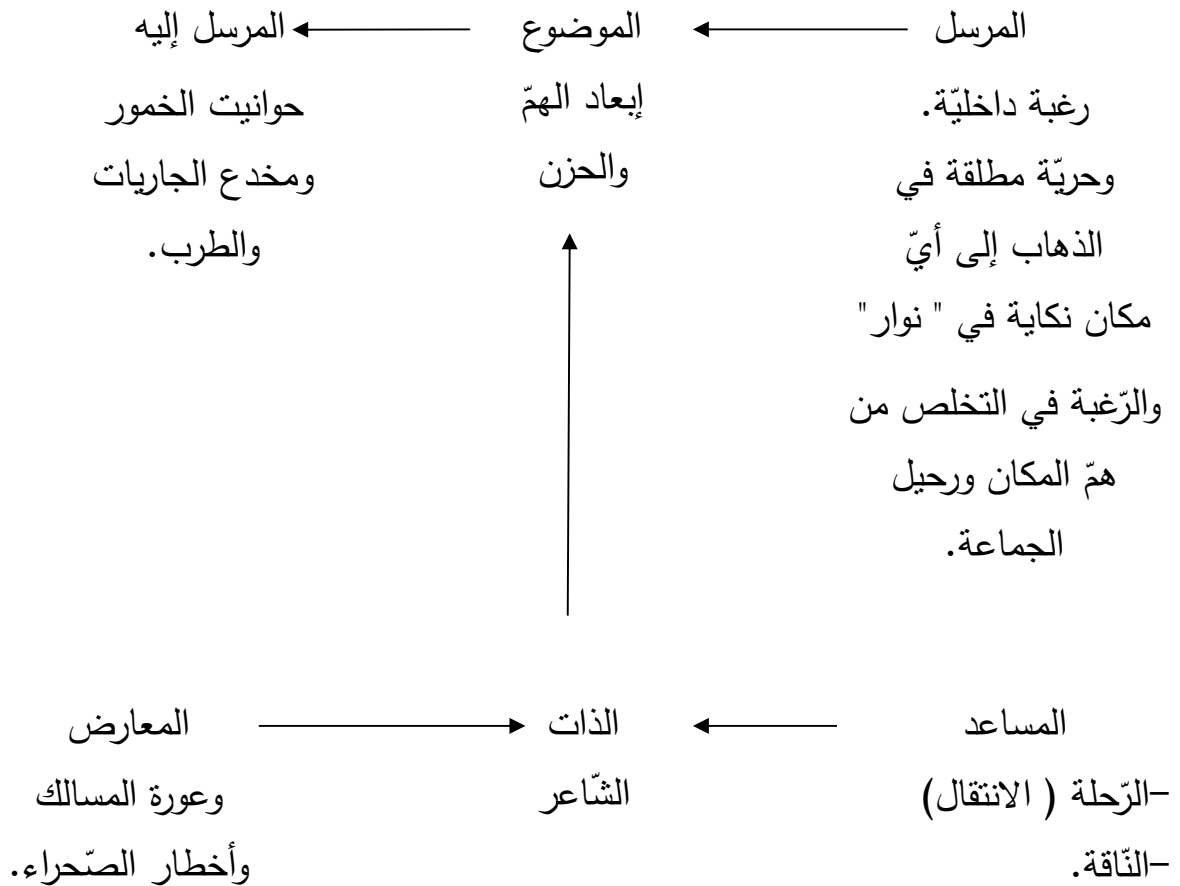 المرسل
رغبة داخليّة.
وحريّة مطلقة في
الذهاب إلى أيّ
مكان نكاية في " نوار"
والرّغبة في التخلص من
همّ المكان ورحيل
الجماعة.
الموضوع
إبعاد الهمّ
والحزن
المرسل إليه
حوانيت الخمور
ومخدع الجاريات
والطرب.
المساعد
–الرّحلة ( الانتقال)
–النّاقة.
الذات
الشّاعر
المعارض
وعورة المسالك
وأخطار الصّحراء.